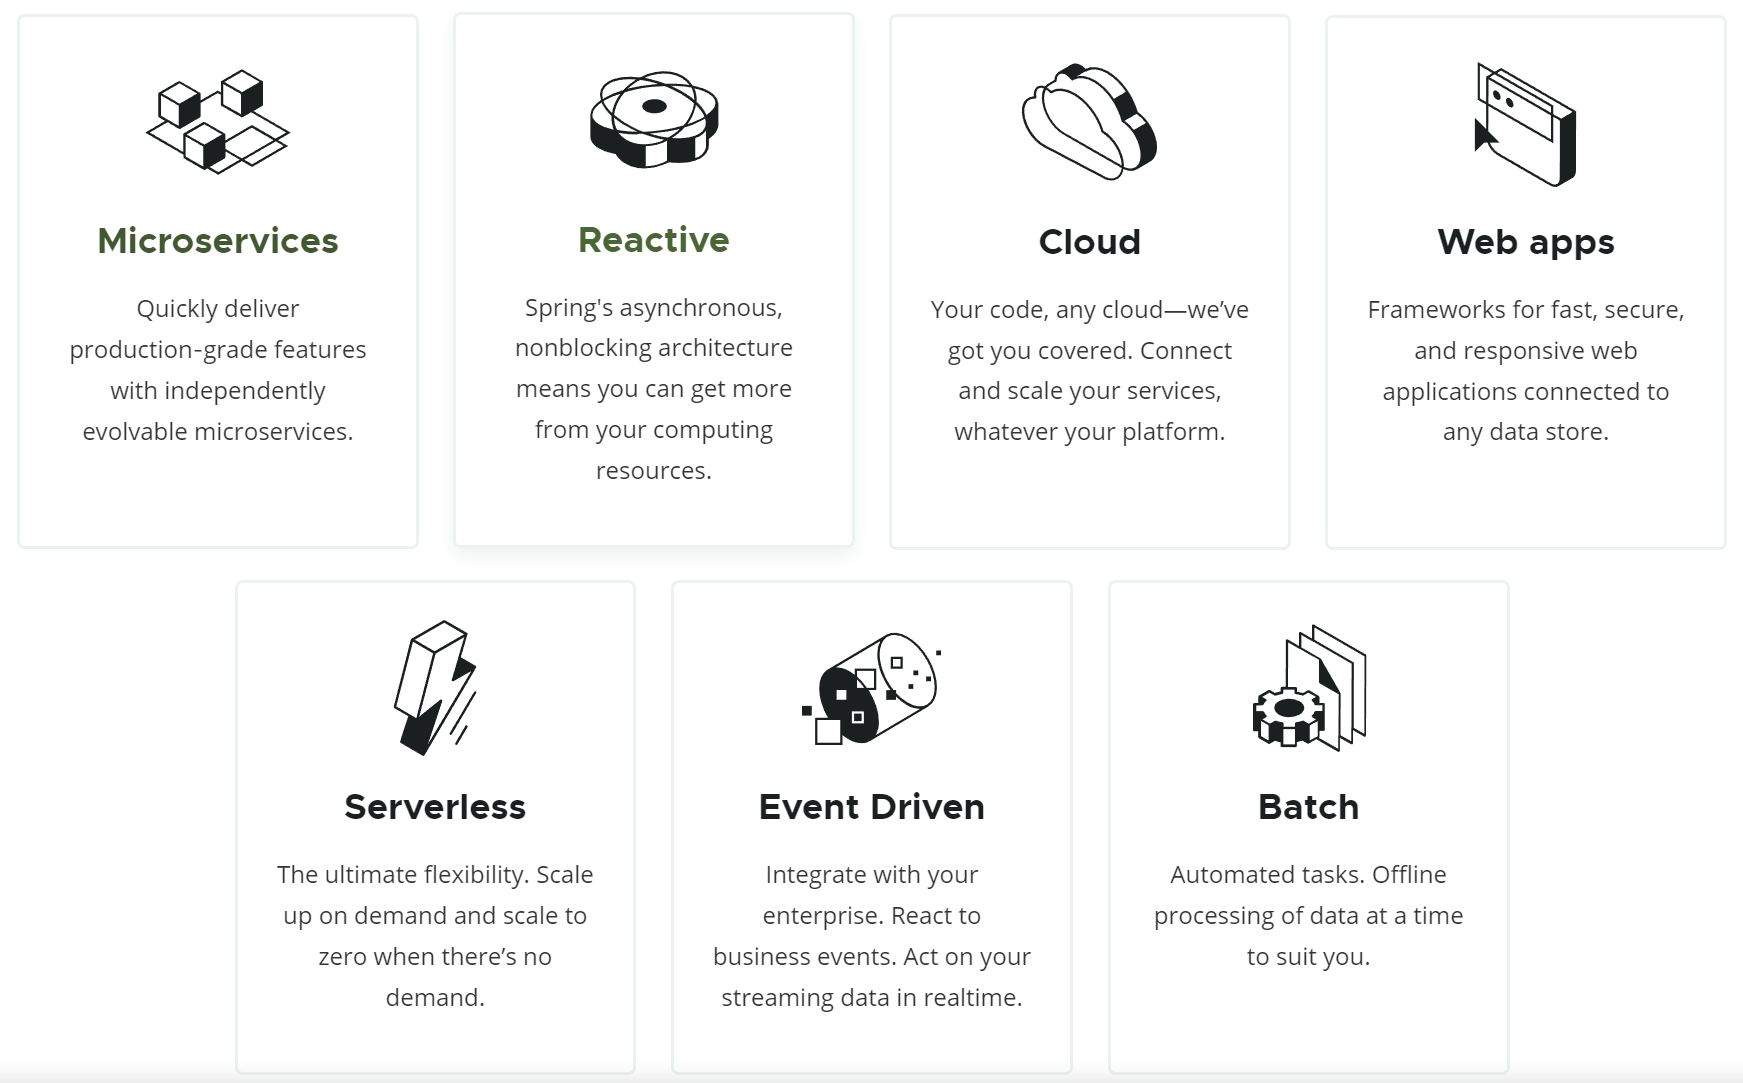 Microservices
Quickly deliver
production-grade features
with independently
evolvable microservices.
Reactive
Spring's asynchronous,
nonblocking architecture
means you can get more
from your computing
resources.
Cloud
Your code, any cloud—we’ve
got you covered. Connect
and scale your services,
whatever your platform.
Web apps
Frameworks for fast, secure,
and responsive web
applications connected to
any data store.
Serverless
The ultimate flexibility. Scale
up on demand and scale to
zero when there’s no
demand.
Event Driven
Integrate with your
enterprise. React to
business events. Act on your
streaming data in realtime.
Batch
Automated tasks. Offline
processing of data at a time
to suit you.